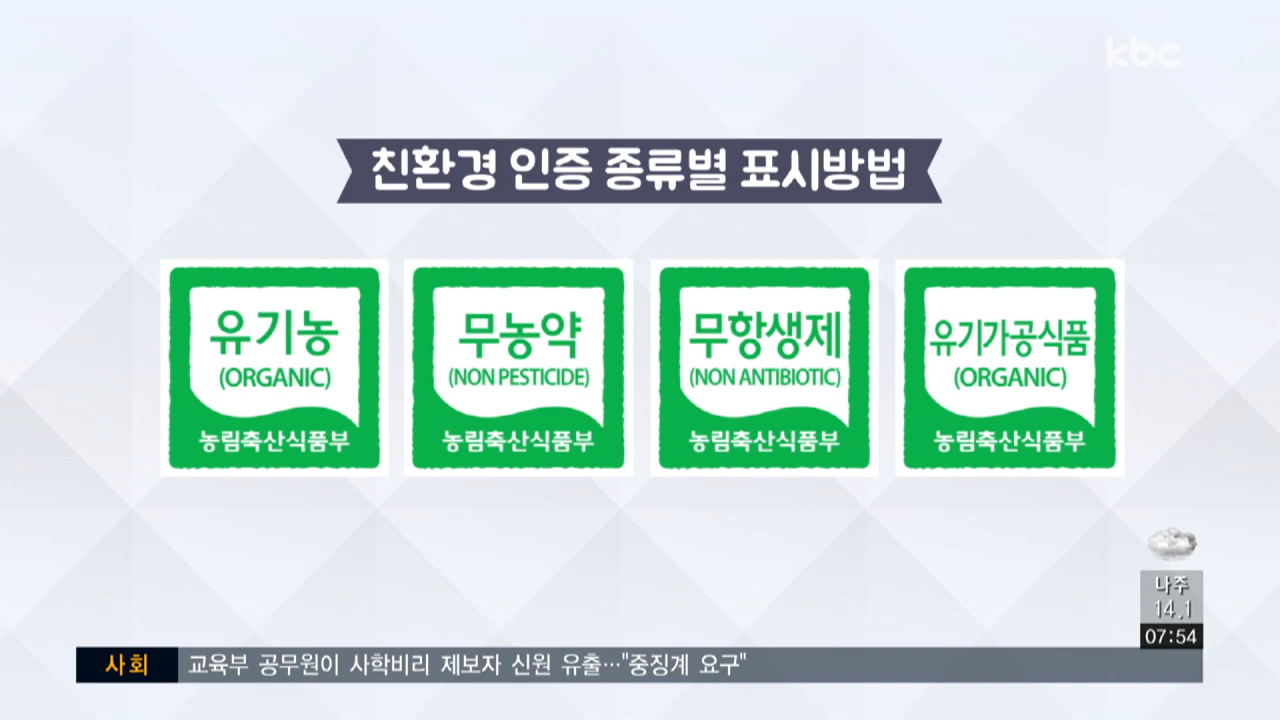 kbc
친환경 인증 종류별 표시방법
유기농
(ORGANIC)
농림축산식품부
무농약
(NON PESTICIDE)
농림축산식품부
무항생제
(NON ANTIBIOTIC)
농림축산식품부
유기가공식품
(ORGANIC)
농림축산식품부
나주
14.1
07:54
사회 교육부 공무원이 사학비리 제보자 신원 유출…"중징계 요구"